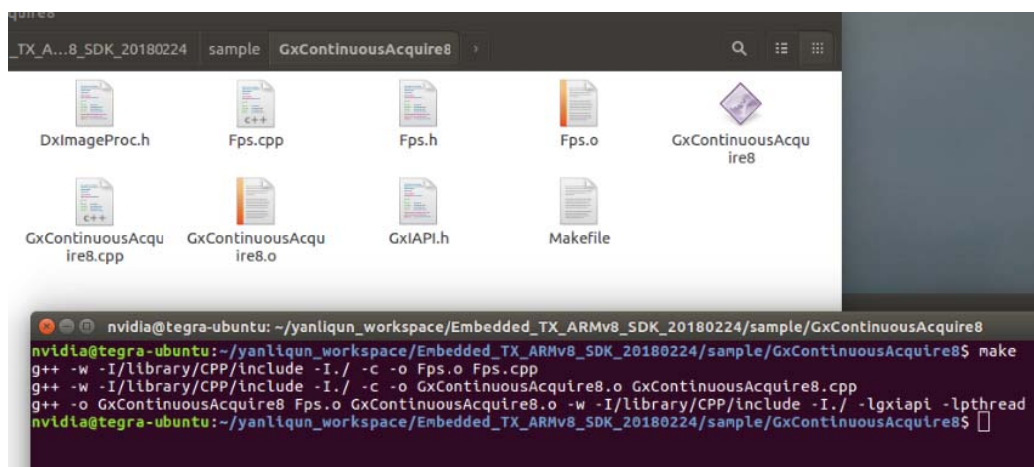 _TX_A...8_SDK_20180224 sample GxContinuousAcquire8
DxImageProc.h Fps.cpp Fps.h Fps.o GxContinuousAcqu
ire8
GxContinuousAcqu GxContinuousAcqu GxIAPI.h Makefile
ire8.cpp ire8.o
nvidia@tegra-ubuntu: ~/yanliqun_workspace/Embedded_TX_ARMv8_SDK_20180224/sample/GxContinuousAcquire8
nvidia@tegra-ubuntu:~/yanliqun_workspace/Embedded_TX_ARMv8_SDK_20180224/sample/GxContinuousAcquire8$ make
g++ -w -I/library/CPP/include -I./ -c -o Fps.o Fps.cpp
g++ -w -I/library/CPP/include -I./ -c -o GxContinuousAcquire8.o GxContinuousAcquire8.cpp
g++ -o GxContinuousAcquire8 Fps.o GxContinuousAcquire8.o -w -I/library/CPP/include -I./ -lgxiapi -lpthread
nvidia@tegra-ubuntu:~/yanliqun_workspace/Embedded_TX_ARMv8_SDK_20180224/sample/GxContinuousAcquire8$